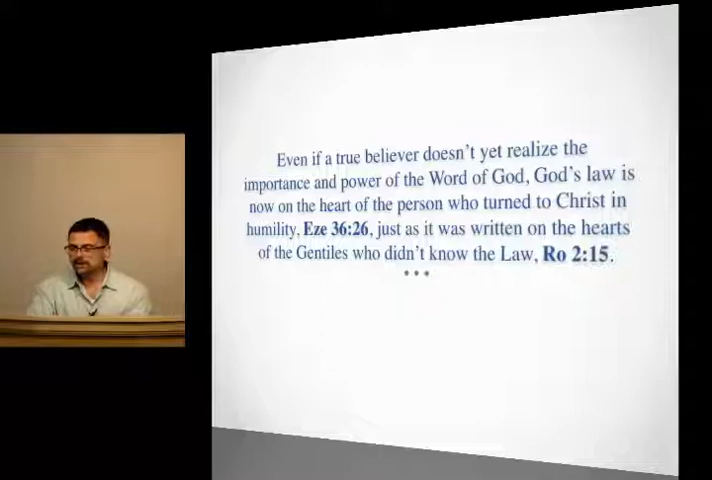 Even if a true believer doesn't yet realize the
importance and power of the Word of God, God's law is
now on the heart of the person who turned to Christ in
humility, Eze 36:26, just as it was written on the hearts
of the Gentiles who didn't know the Law, Ro 2:15.
•••